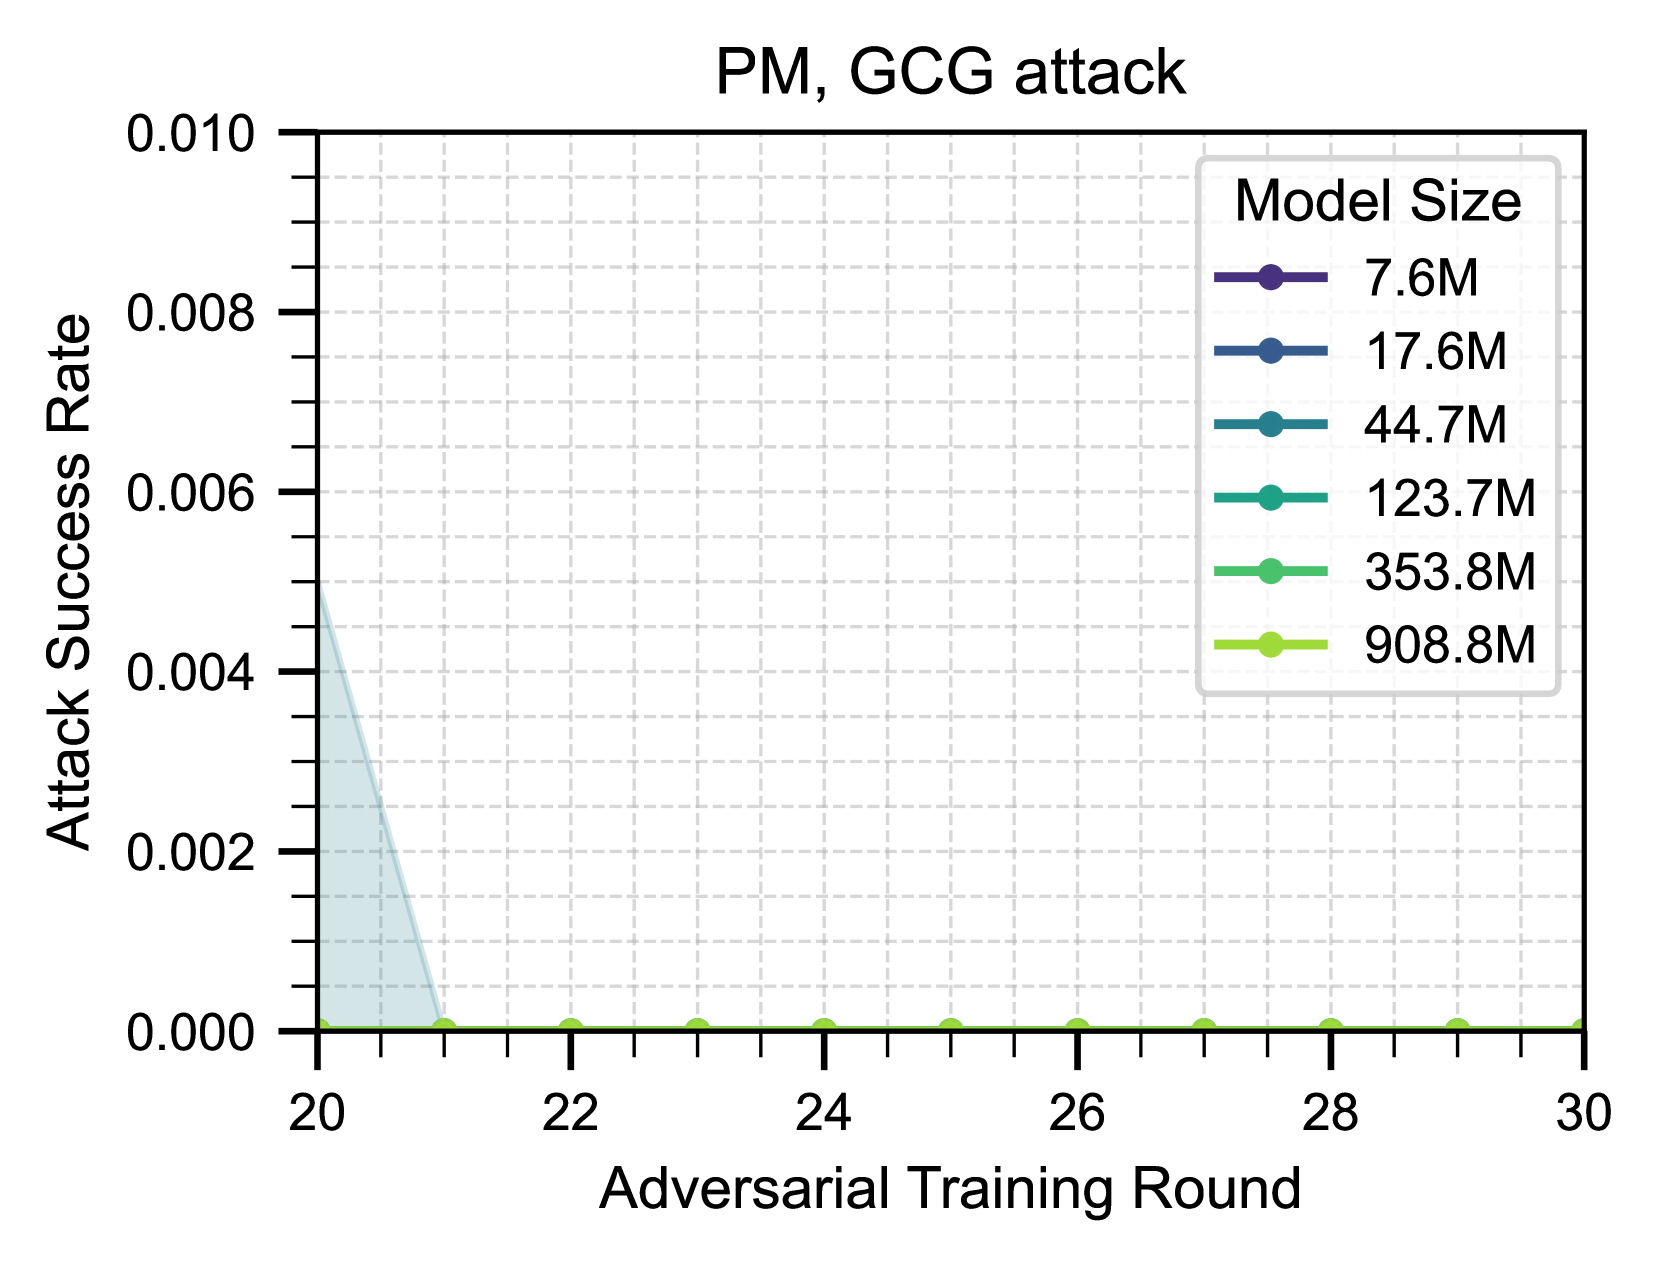 PM, GCG attack
0.010
0.008
0.006
0.004
0.002
0.000
Attack Success Rate
Model Size
7.6M
17.6M
44.7M
123.7M
353.8M
908.8M
20 22 24 26 28 30
Adversarial Training Round